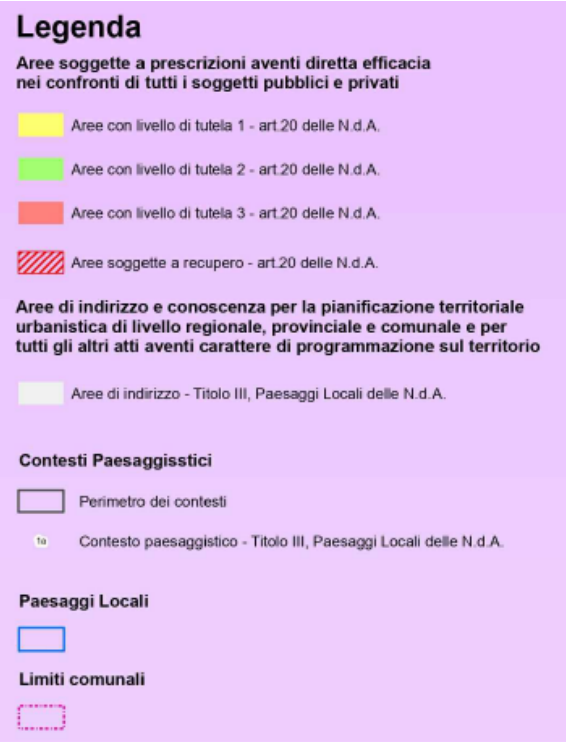 Legenda
Aree soggette a prescrizioni aventi diretta efficacia
nei confronti di tutti i soggetti pubblici e privati
Aree con livello di tutela 1 - art.20 delle N.d.A.
Aree con livello di tutela 2 - art.20 delle N.d.A.
Aree con livello di tutela 3 - art.20 delle N.d.A.
Aree soggette a recupero - art.20 delle N.d.A.
Aree di indirizzo e conoscenza per la pianificazione territoriale
urbanistica di livello regionale, provinciale e comunale e per
tutti gli altri atti aventi carattere di programmazione sul territorio
Aree di indirizzo - Titolo III, Paesaggi Locali delle N.d.A.
Contesti Paesaggisstici
Perimetro dei contesti
1a Contesto paesaggistico - Titolo III, Paesaggi Locali delle N.d.A.
Paesaggi Locali
Limiti comunali